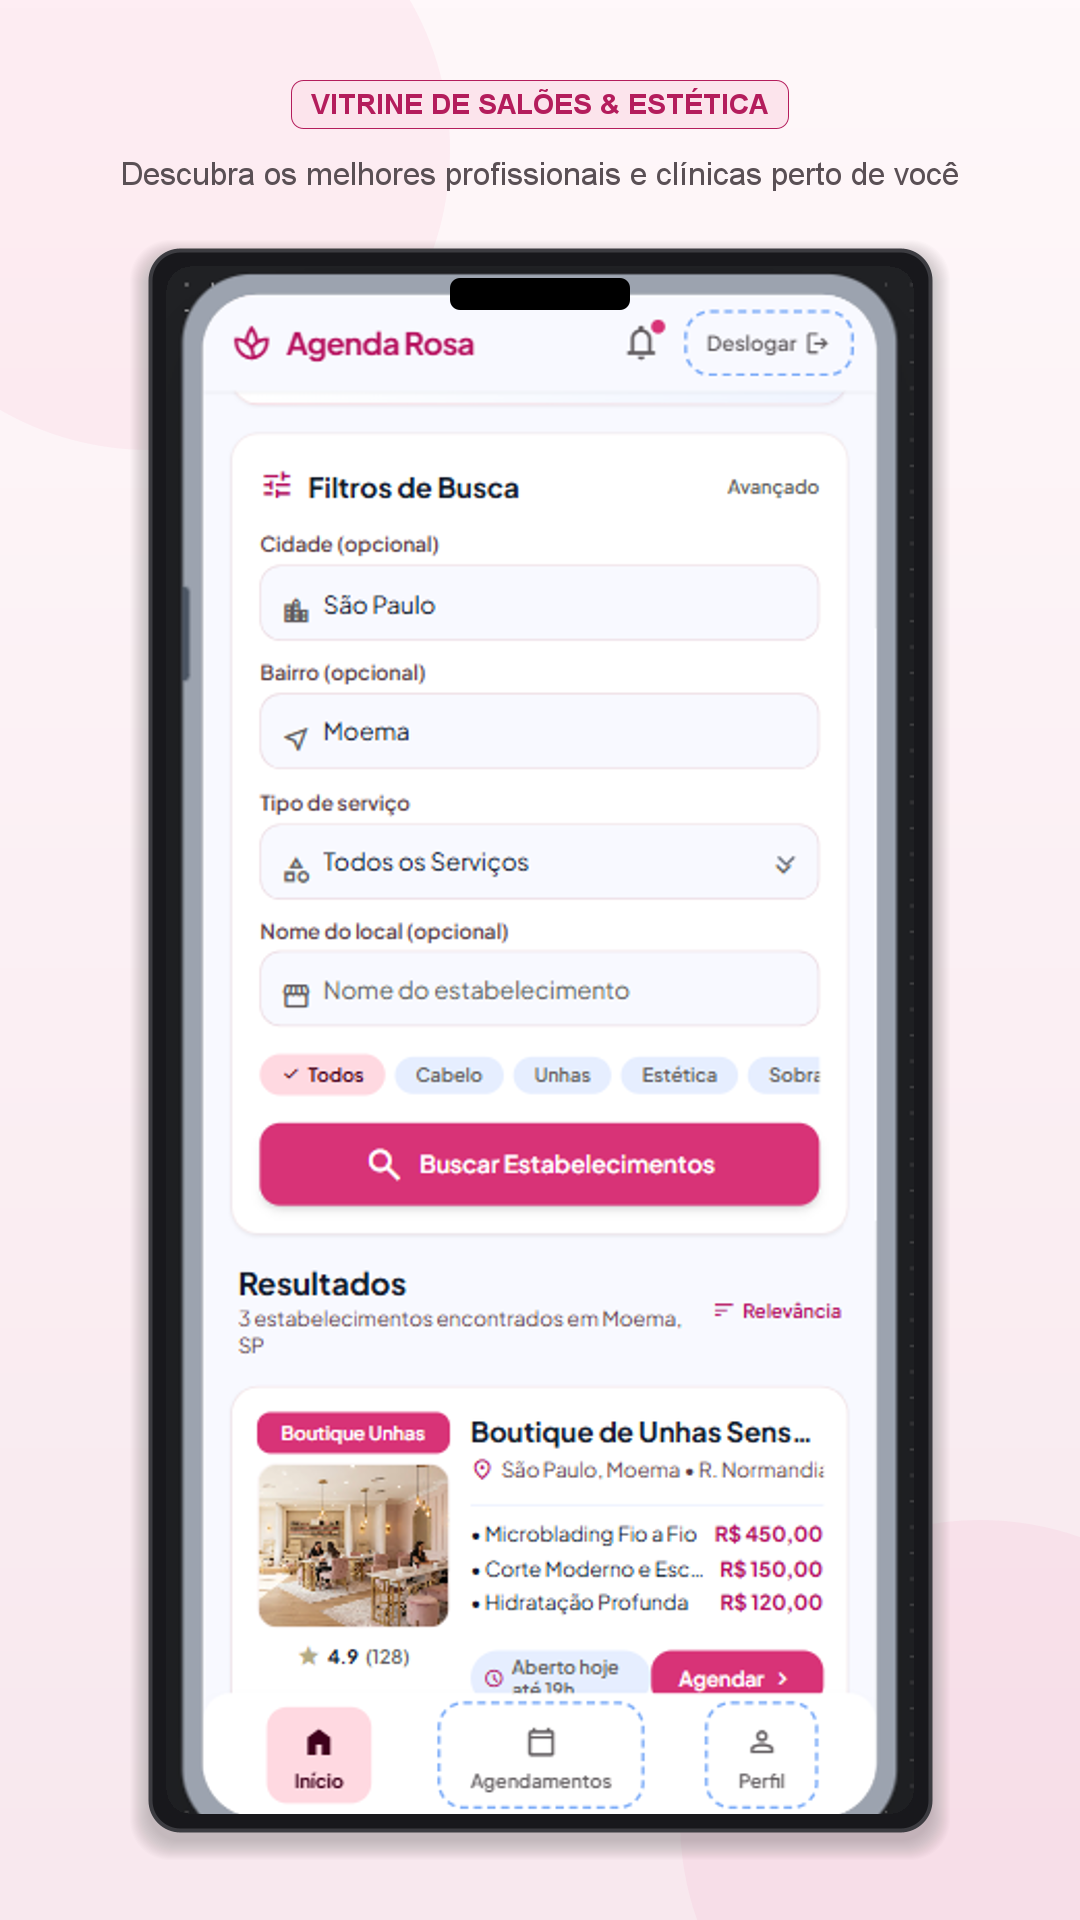 VITRINE DE SALÕES & ESTÉTICA
Descubra os melhores profissionais e clínicas perto de você
Agenda Rosa
Deslogar
Filtros de Busca
Avançado
Cidade (opcional)
São Paulo
Bairro (opcional)
Moema
Tipo de serviço
Todos os Serviços
Nome do local (opcional)
Nome do estabelecimento
Todos
Cabelo
Unhas
Estética
Sobra
Buscar Estabelecimentos
Resultados
3 estabelecimentos encontrados em Moema,
SP
Relevância
Boutique Unhas
4.9 (128)
Boutique de Unhas Sens...
São Paulo, Moema • R. Normandia
• Microblading Fio a Fio R$ 450,00
• Corte Moderno e Esc... R$ 150,00
• Hidratação Profunda R$ 120,00
Aberto hoje
até 19h
Agendar
Início
Agendamentos
Perfil